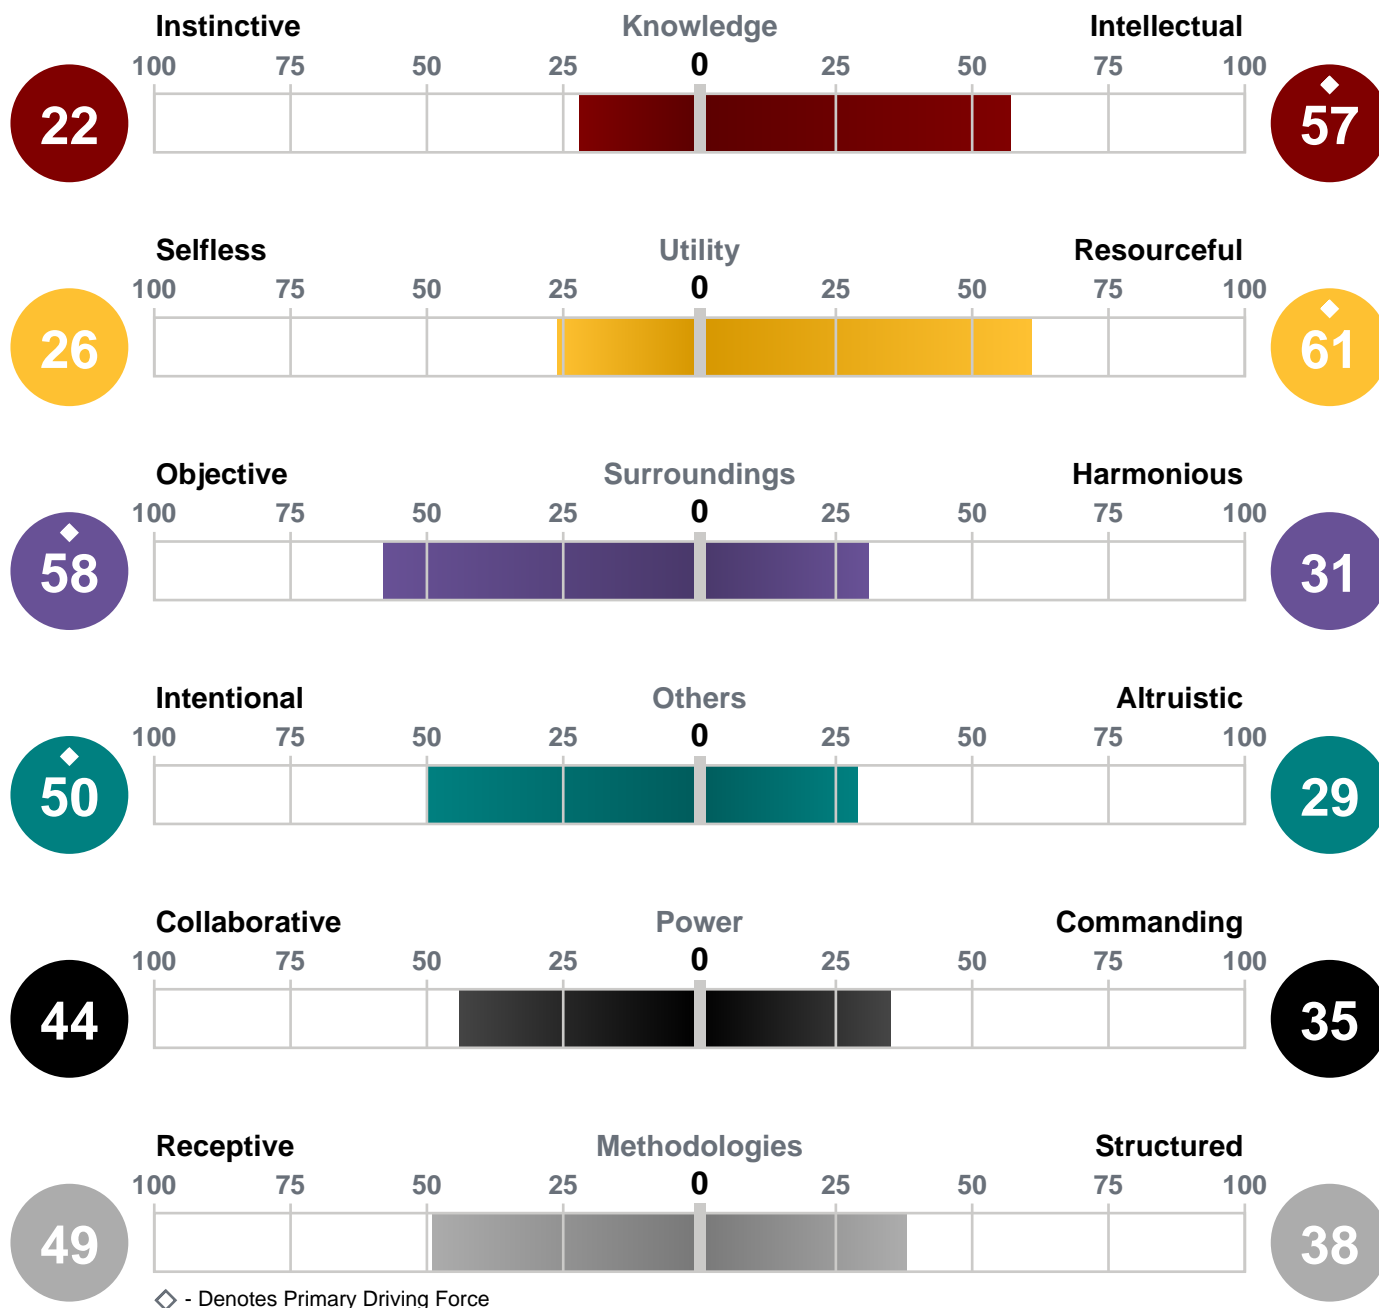 Instinctive Knowledge Intellectual
100 75 50 25 0 25 50 75 100
22 57
Selfless Utility Resourceful
100 75 50 25 0 25 50 75 100
26 61
Objective Surroundings Harmonious
100 75 50 25 0 25 50 75 100
58 31
Intentional Others Altruistic
100 75 50 25 0 25 50 75 100
50 29
Collaborative Power Commanding
100 75 50 25 0 25 50 75 100
44 35
Receptive Methodologies Structured
100 75 50 25 0 25 50 75 100
49 38
- Denotes Primary Driving Force